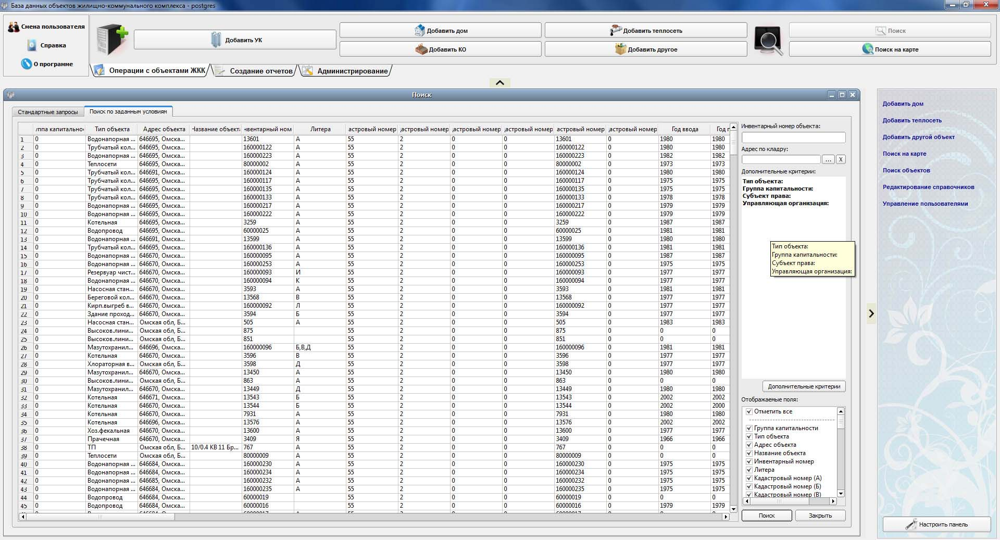 База данных объектов жилищно-коммунального комплекса - postgres
Смена пользователя
Справка
О программе
Добавить УК
Добавить дом
Добавить КО
Добавить теплосеть
Добавить другое
Поиск
Поиск на карте
Операции с объектами ЖКК
Создание отчетов
Администрирование
Поиск
Стандартные запросы
Поиск по заданным условиям
Тип объекта Адрес объекта Литера Год ввода
1 0 Водонапорная ... 646695, Омска... 13601 А 55 2 0 0 13601 0 1980 1980
2 0 Трубчатый кол... 646695, Омска... 160000122 А 55 2 0 0 160000122 0 1980 1980
3 0 Водонапорная ... 646695, Омска... 160000223 А 55 2 0 0 160000223 0 1982 1982
4 0 Теплосети 646695, Омска... 80000002 А 55 2 0 0 80000002 0 1973 1973
5 0 Трубчатый кол... 646691, Омска... 160000124 А 55 2 0 0 160000124 0 1980 1980
6 0 Трубчатый кол... 646695, Омска... 160000117 А 55 2 0 0 160000117 0 1975 1975
7 0 Трубчатый кол... 646695, Омска... 160000135 А 55 2 0 0 160000135 0 1975 1975
8 0 Трубчатый кол... 646695, Омска... 160000133 А 55 2 0 0 160000133 0 1978 1978
9 0 Водонапорная ... 646695, Омска... 160000217 А 55 2 0 0 160000217 0 1979 1979
10 0 Водонапорная ... 646695, Омска... 160000222 А 55 2 0 0 160000222 0 1979 1979
11 0 Котельная 646695, Омска... 3259 А 55 2 0 0 3259 0 1987 1987
12 0 Водопровод 646695, Омска... 60000025 А 55 2 0 0 60000025 0 1981 1981
13 0 Водонапорная ... 646691, Омска... 13599 А 55 2 0 0 13599 0 1980 1980
14 0 Трубчатый кол... 646695, Омска... 160000136 А 55 2 0 0 160000136 0 1981 1981
15 0 Водонапорная ... 646670, Омска... 160000095 А 55 2 0 0 160000095 0 1987 1987
16 0 Водонапорная ... 646670, Омска... 160000253 А 55 2 0 0 160000253 0 1975 1975
17 0 Резервуар чист... 646670, Омска... 160000093 И 55 2 0 0 160000093 0 1977 1977
18 0 Водонапорная ... 646670, Омска... 160000094 К 55 2 0 0 160000094 0 1977 1977
19 0 Насосная стан... 646670, Омска... 3593 А 55 2 0 0 3593 0 1981 1981
20 0 Береговой кол... 646670, Омска... 13568 В 55 2 0 0 13568 0 1977 1977
21 0 Кирп.выгреб в... 646670, Омска... 160000092 Л 55 2 0 0 160000092 0 1977 1977
22 0 Здание проход... 646670, Омска... 3594 Б 55 2 0 0 3594 0 1977 1977
23 0 Насосная стан... Омская обл, Б... 505 А 55 2 0 0 505 0 1983 1983
24 0 Высоков.лини... Омская обл, Б... 875 55 2 0 0 875 0 0 0
25 0 Высоков.лини... Омская обл, Б... 851 55 2 0 0 851 0 0 0
26 0 Мазутохранил... 646696, Омска... 160000096 Б,В,Д 55 2 0 0 160000096 0 1981 1981
27 0 Котельная 646670, Омска... 3596 В 55 2 0 0 3596 0 1977 1977
28 0 Хлораторная в... Омская обл, Б... 3598 Д 55 2 0 0 3598 0 1977 1977
29 0 Мазутохранил... 646670, Омска... 13450 А 55 2 0 0 13450 0 1980 1980
30 0 Высоков.лини... Омская обл, Б... 863 А 55 2 0 0 863 0 0 0
31 0 Мазутохранил... 646670, Омска... 13449 Д 55 2 0 0 13449 0 1980 1980
32 0 Котельная 646671, Омска... 13543 Б 55 2 0 0 13543 0 2002 2002
33 0 Котельная 646670, Омска... 13544 Б 55 2 0 0 13544 0 2002 2000
34 0 Котельная 646670, Омска... 7931 А 55 2 0 0 7931 0 1980 1980
35 0 Котельная 646696, Омска... 13576 А 55 2 0 0 13576 0 2002 2002
36 0 Хоз.фекальная 646670, Омска... 13600 А 55 2 0 0 13600 0 1977 1977
37 0 Прачечная 646670, Омска... 3409 Я 55 2 0 0 3409 0 1966 1966
38 0 ТП Омская обл, Б... 10/0.4 КВ 11 Бр... 767 А 55 2 0 0 767 0 0 0
39 0 Теплосети Омская обл, Б... 80000009 А 55 2 0 0 80000009 0 0 0
40 0 Водонапорная ... 646684, Омска... 160000230 А 55 2 0 0 160000230 0 1975 1975
41 0 Водонапорная ... 646684, Омска... 160000234 А 55 2 0 0 160000234 0 1975 1975
42 0 Водонапорная ... 646685, Омска... 160000232 А 55 2 0 0 160000232 0 1975 1975
43 0 Водонапорная ... 646684, Омска... 160000235 А 55 2 0 0 160000235 0 1975 1975
44 0 Водопровод 646684, Омска... 60000019 55 2 0 0 60000019 0 0 0
45 0 Водопровод 646684, Омска... 60000016 55 2 0 0 60000016 0 1979 1979
Инвентарный номер объекта:
Адрес по кладру:
... X
Дополнительные критерии:
Тип объекта:
Группа капитальности:
Субъект права:
Управляющая организация:
Тип объекта:
Группа капитальности:
Субъект права:
Управляющая организация:
Дополнительные критерии
Отображаемые поля:
Отметить все
Группа капитальности
Тип объекта
Адрес объекта
Название объекта
Инвентарный номер
Литера
Кадастровый номер (А)
Кадастровый номер (Б)
Кадастровый номер (В)
Поиск
Закрыть
Добавить дом
Добавить теплосеть
Добавить другой объект
Поиск на карте
Поиск объектов
Редактирование справочников
Управление пользователями
Настроить панель